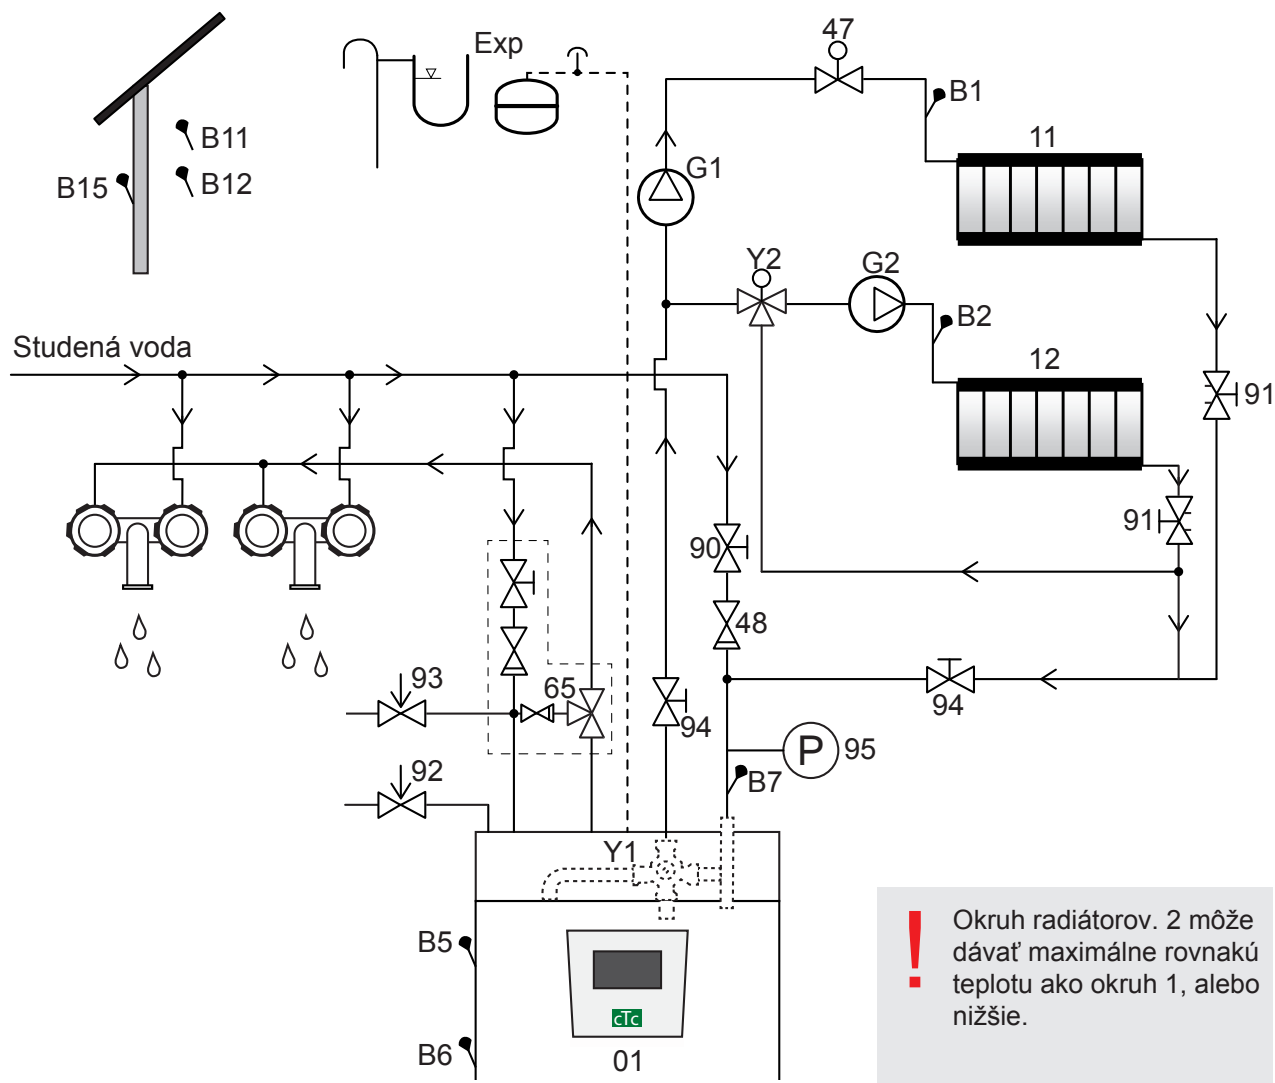 47
Exp
B1
B11
11
B15
B12
G1
Y2
G2
B2
Studená voda
12
91
91
90
48
93
65
94
94
P
95
B7
92
Y1
B5
cTc
B6
01
! Okruh radiátorov. 2 môže
dávať maximálne rovnakú
teplotu ako okruh 1, alebo
nižšie.